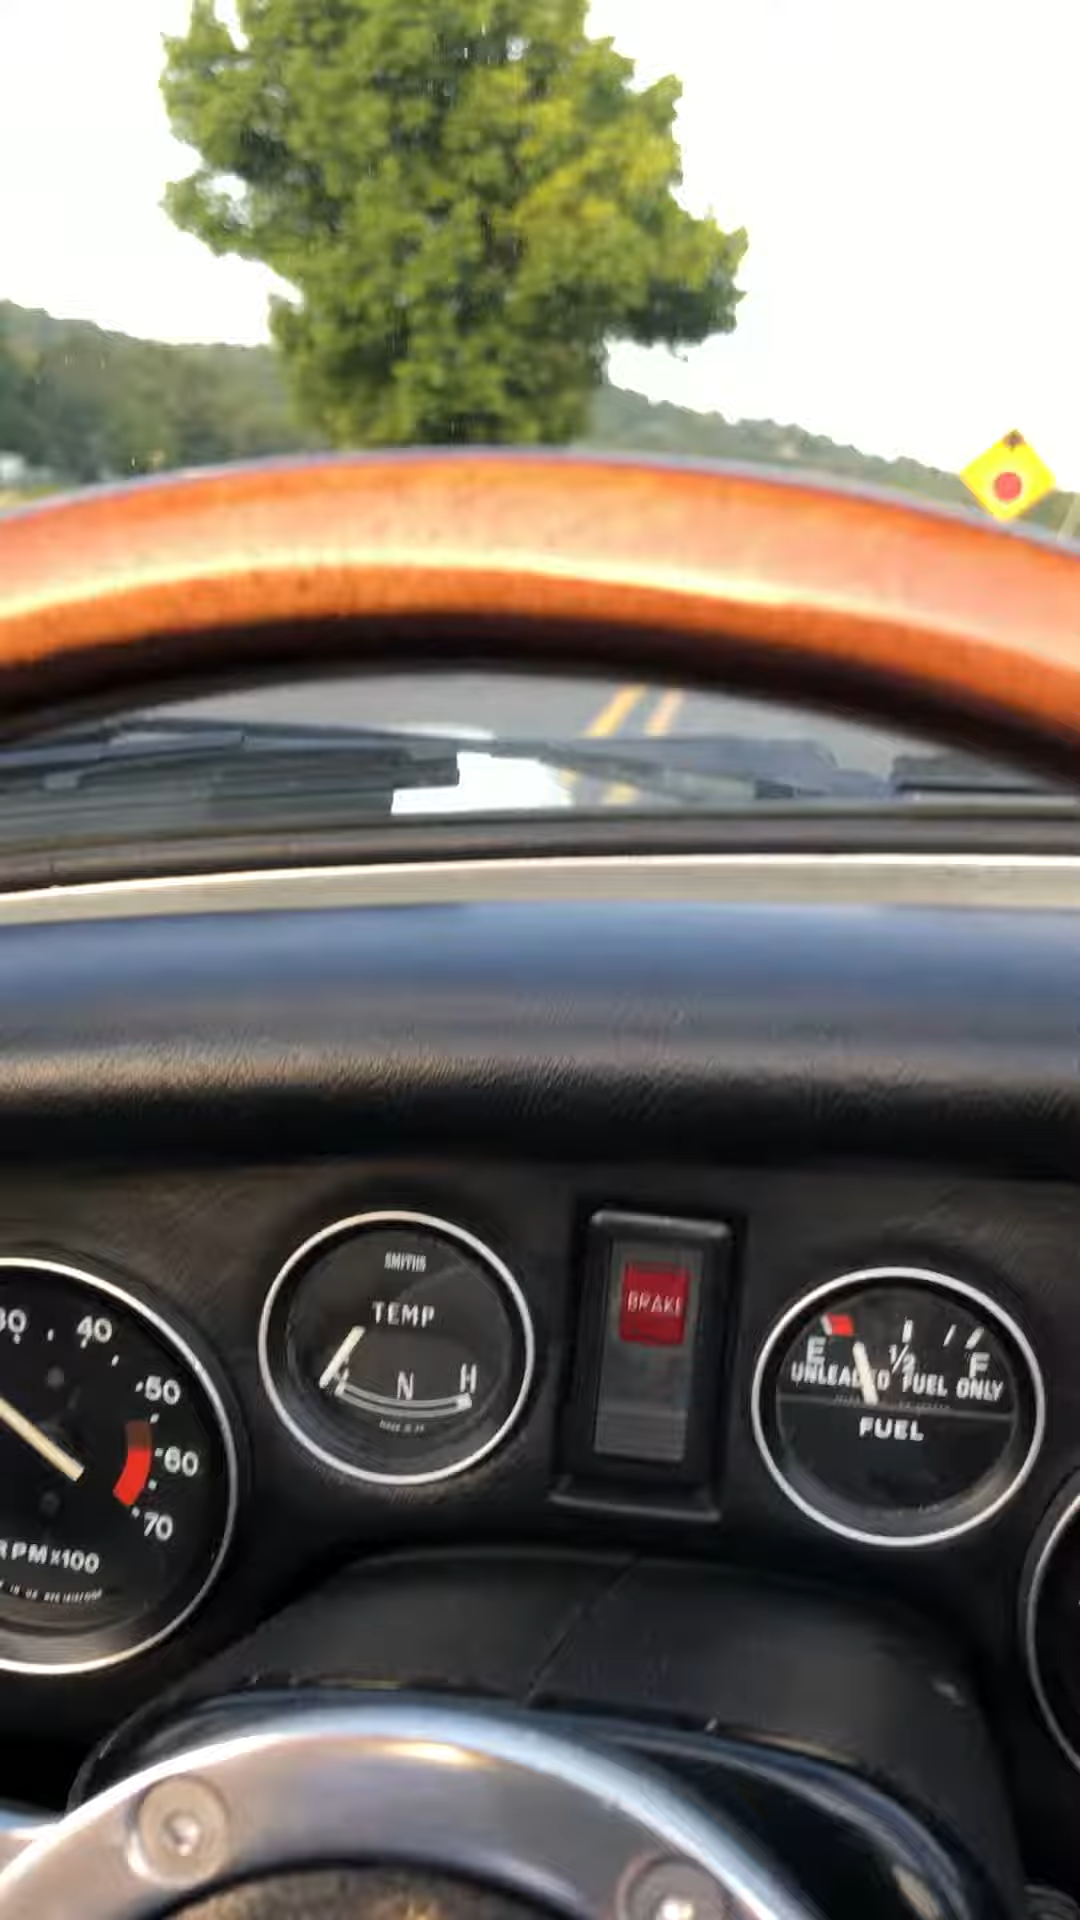 30 40
50
60
70
RPM x100
SMITHS
TEMP
N H
BRAKE
E 1/2 F
UNLEADED FUEL ONLY
FUEL